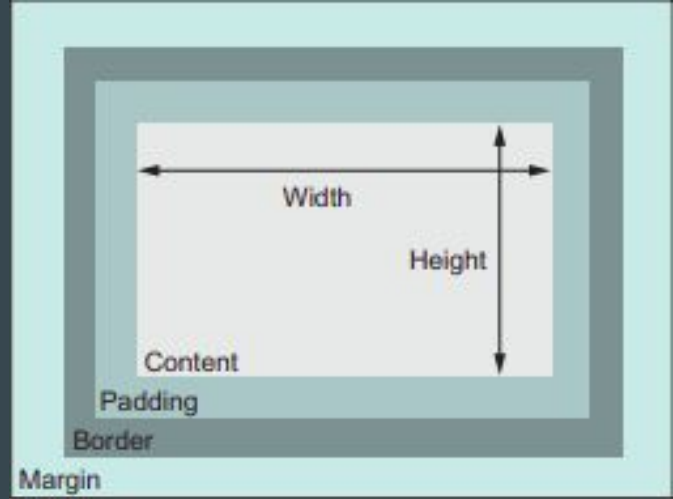 Width
Height
Content
Padding
Border
Margin